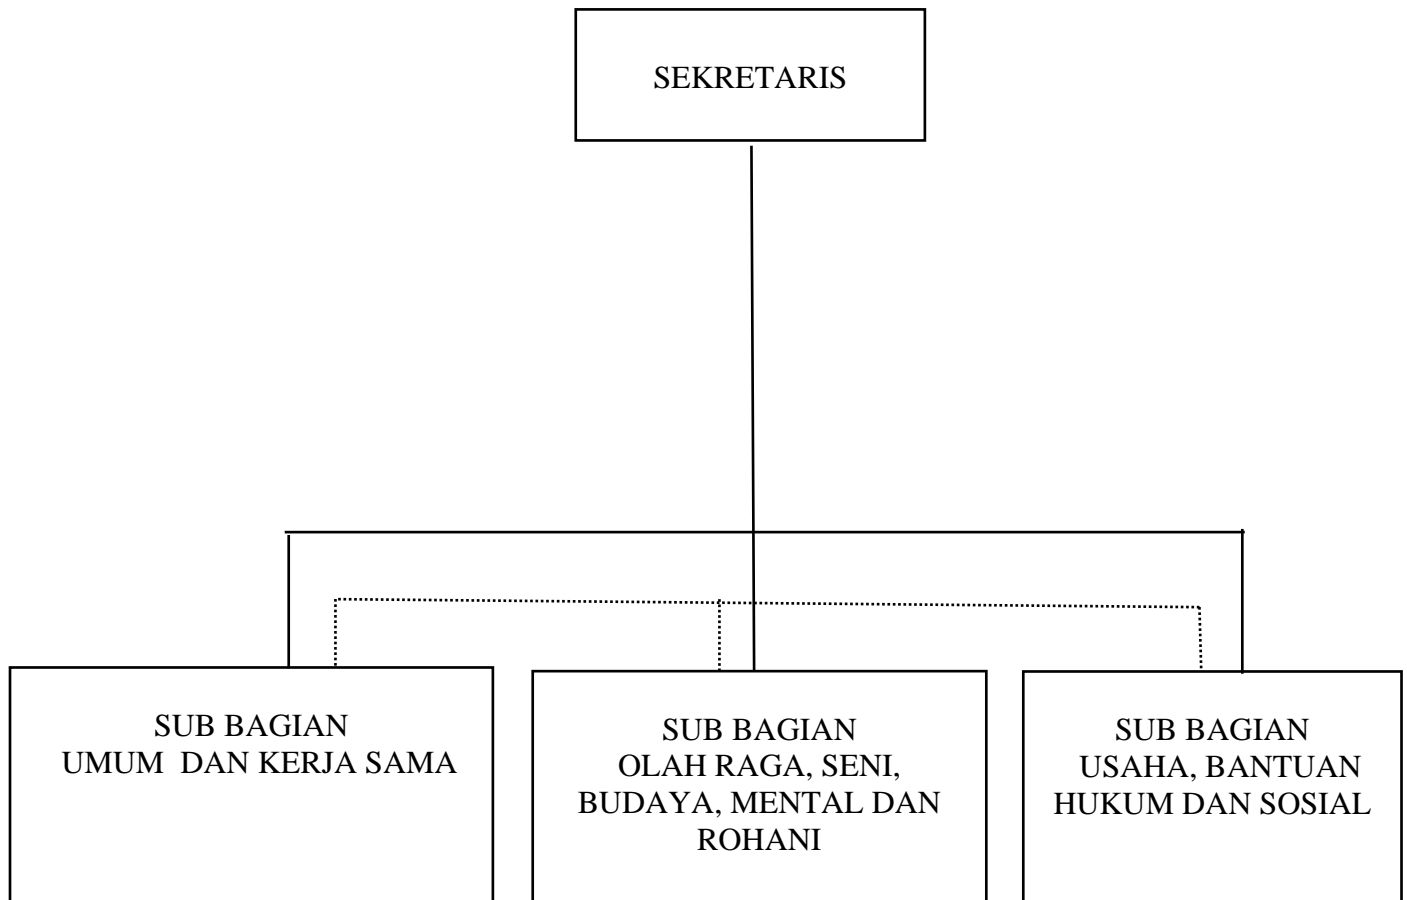 SEKRETARIS
SUB BAGIAN
UMUM  DAN KERJA SAMA
SUB BAGIAN
OLAH RAGA, SENI,
BUDAYA, MENTAL DAN
ROHANI
SUB BAGIAN
USAHA, BANTUAN
HUKUM DAN SOSIAL